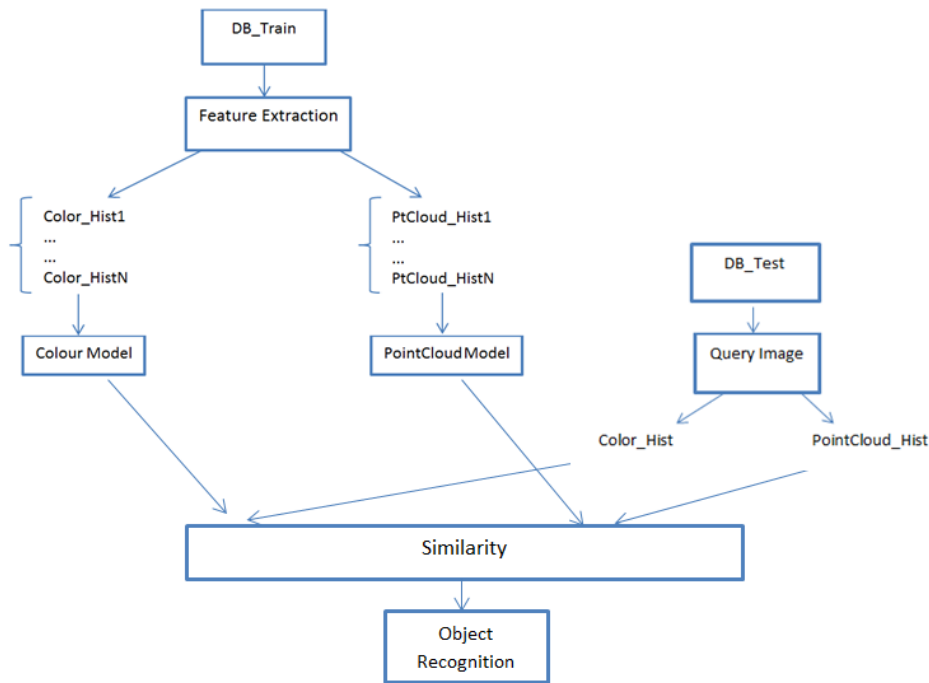 DB_Train
Feature Extraction
Color_Hist1
...
...
Color_HistN
PtCloud_Hist1
...
...
PtCloud_HistN
DB_Test
Colour Model
PointCloud Model
Query Image
Color_Hist
PointCloud_Hist
Similarity
Object
Recognition